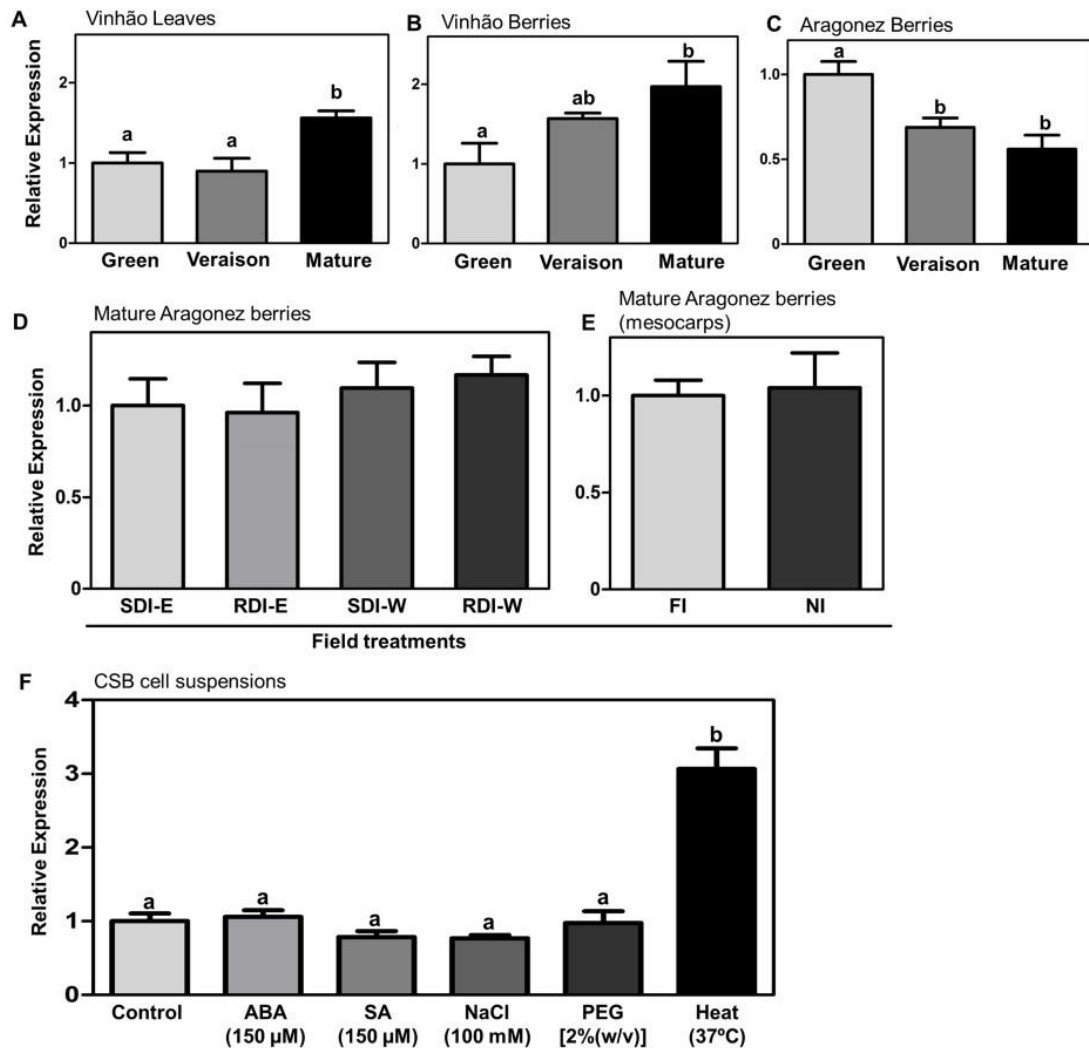 A Vinhão Leaves
B Vinhão Berries
C Aragonez Berries
Relative Expression
2
1
0
a
a
b
Green Veraison Mature
2
1
0
a
ab
b
Green Veraison Mature
1.0
0.5
0
a
b
b
Green Veraison Mature
D Mature Aragonez berries
E Mature Aragonez berries
(mesocarps)
Relative Expression
1.0
0.5
0
SDI-E RDI-E SDI-W RDI-W
1.0
0.5
0
FI NI
Field treatments
F CSB cell suspensions
Relative Expression
4
3
2
1
0
a
a
a
a
a
b
Control ABA SA NaCl PEG Heat
(150 µM) (150 µM) (100 mM) [2%(w/v)] (37ºC)